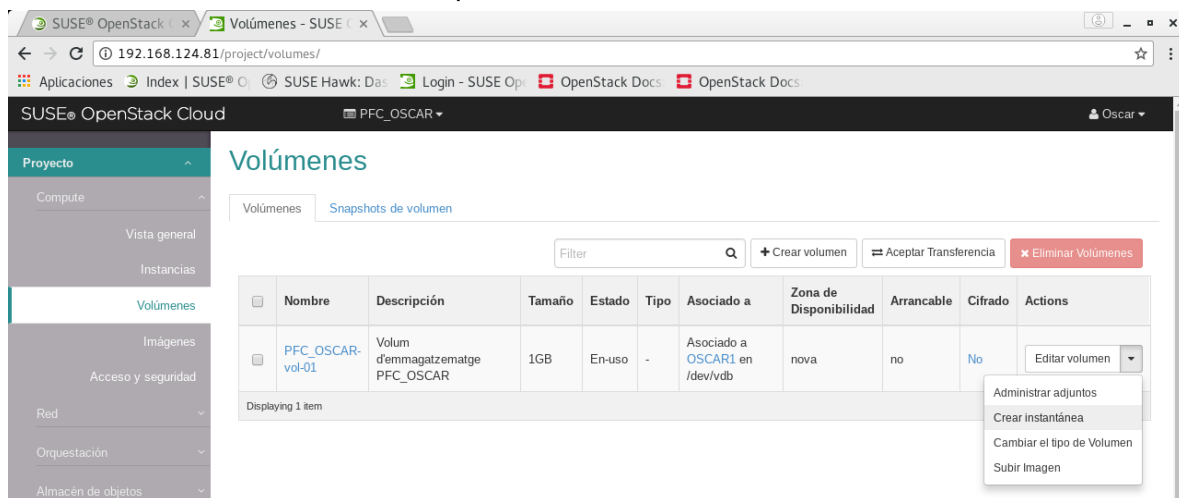 SUSE® OpenStack C
Volúmenes - SUSE C
192.168.124.81/project/volumes/
Aplicaciones
Index | SUSE® O
SUSE Hawk: Das
Login - SUSE Ope
OpenStack Docs:
OpenStack Docs:
SUSE® OpenStack Cloud
PFC_OSCAR
Oscar
Proyecto
Compute
Vista general
Instancias
Volúmenes
Imágenes
Acceso y seguridad
Red
Orquestación
Almacén de objetos
Volúmenes
Volúmenes
Snapshots de volumen
Filter
Crear volumen
Aceptar Transferencia
Eliminar Volúmenes
Nombre
Descripción
Tamaño
Estado
Tipo
Asociado a
Zona de
Disponibilidad
Arrancable
Cifrado
Actions
PFC_OSCAR-
vol-01
Volum
d'emmagatzematge
PFC_OSCAR
1GB
En-uso
-
Asociado a
OSCAR1 en
/dev/vdb
nova
no
No
Editar volumen
Displaying 1 item
Administrar adjuntos
Crear instantánea
Cambiar el tipo de Volumen
Subir Imagen